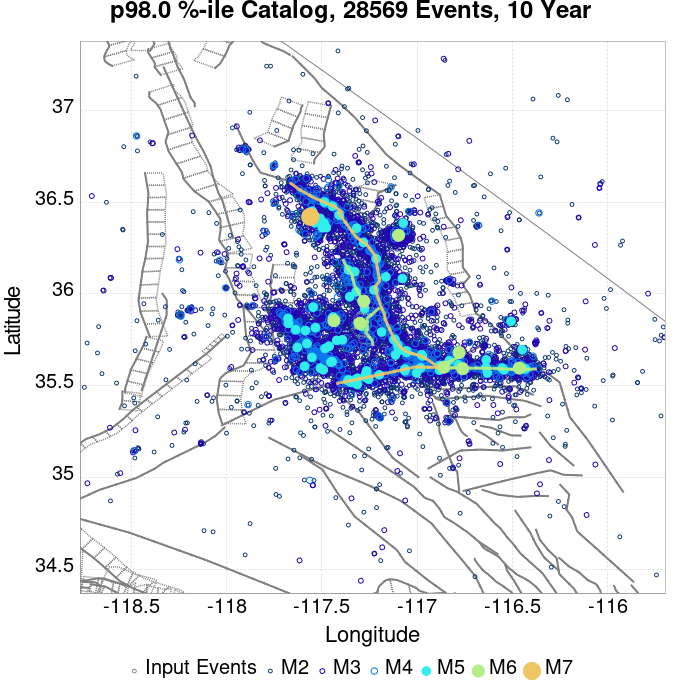 p98.0 %-ile Catalog, 28569 Events, 10 Year
Latitude
37
36.5
36
35.5
35
34.5
-118.5 -118 -117.5 -117 -116.5 -116
Longitude
Input Events M2 M3 M4 M5 M6 M7